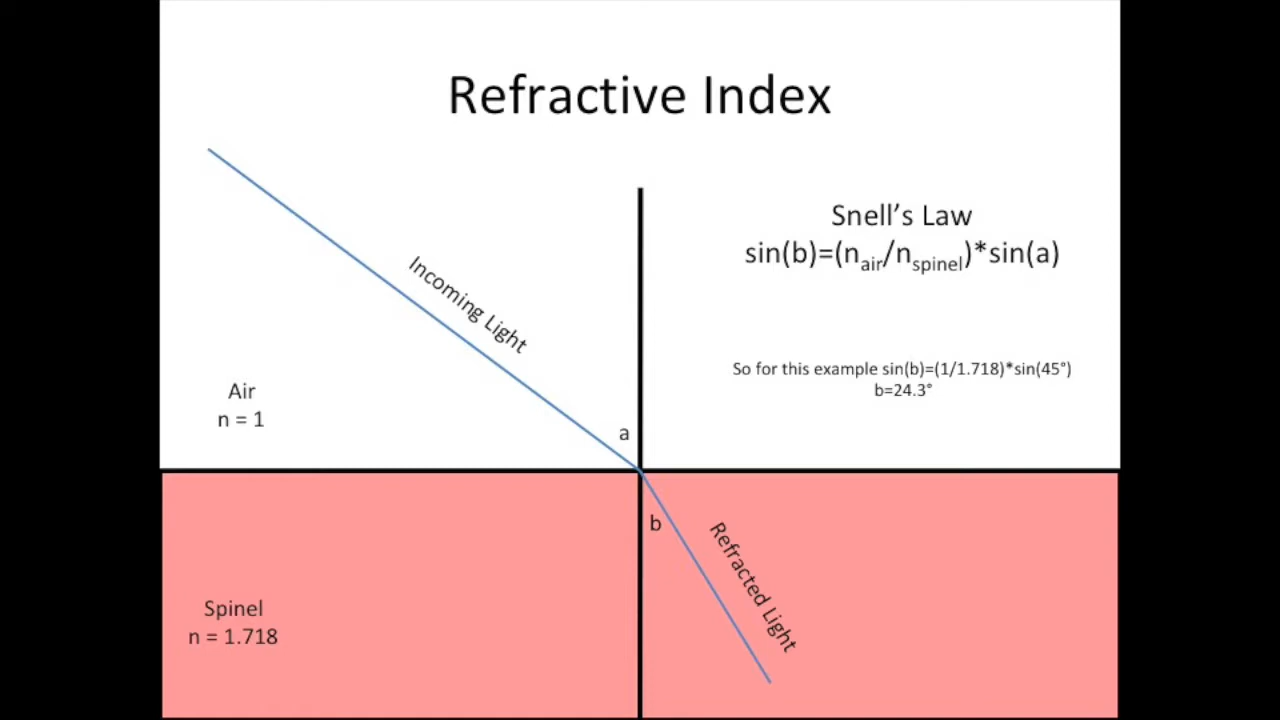 Refractive Index
Snell’s Law
sin(b)=(nair/nspinel)*sin(a)
Incoming Light
So for this example sin(b)=(1/1.718)*sin(45°)
b=24.3°
Air
n = 1
a
b
Refracted Light
Spinel
n = 1.718